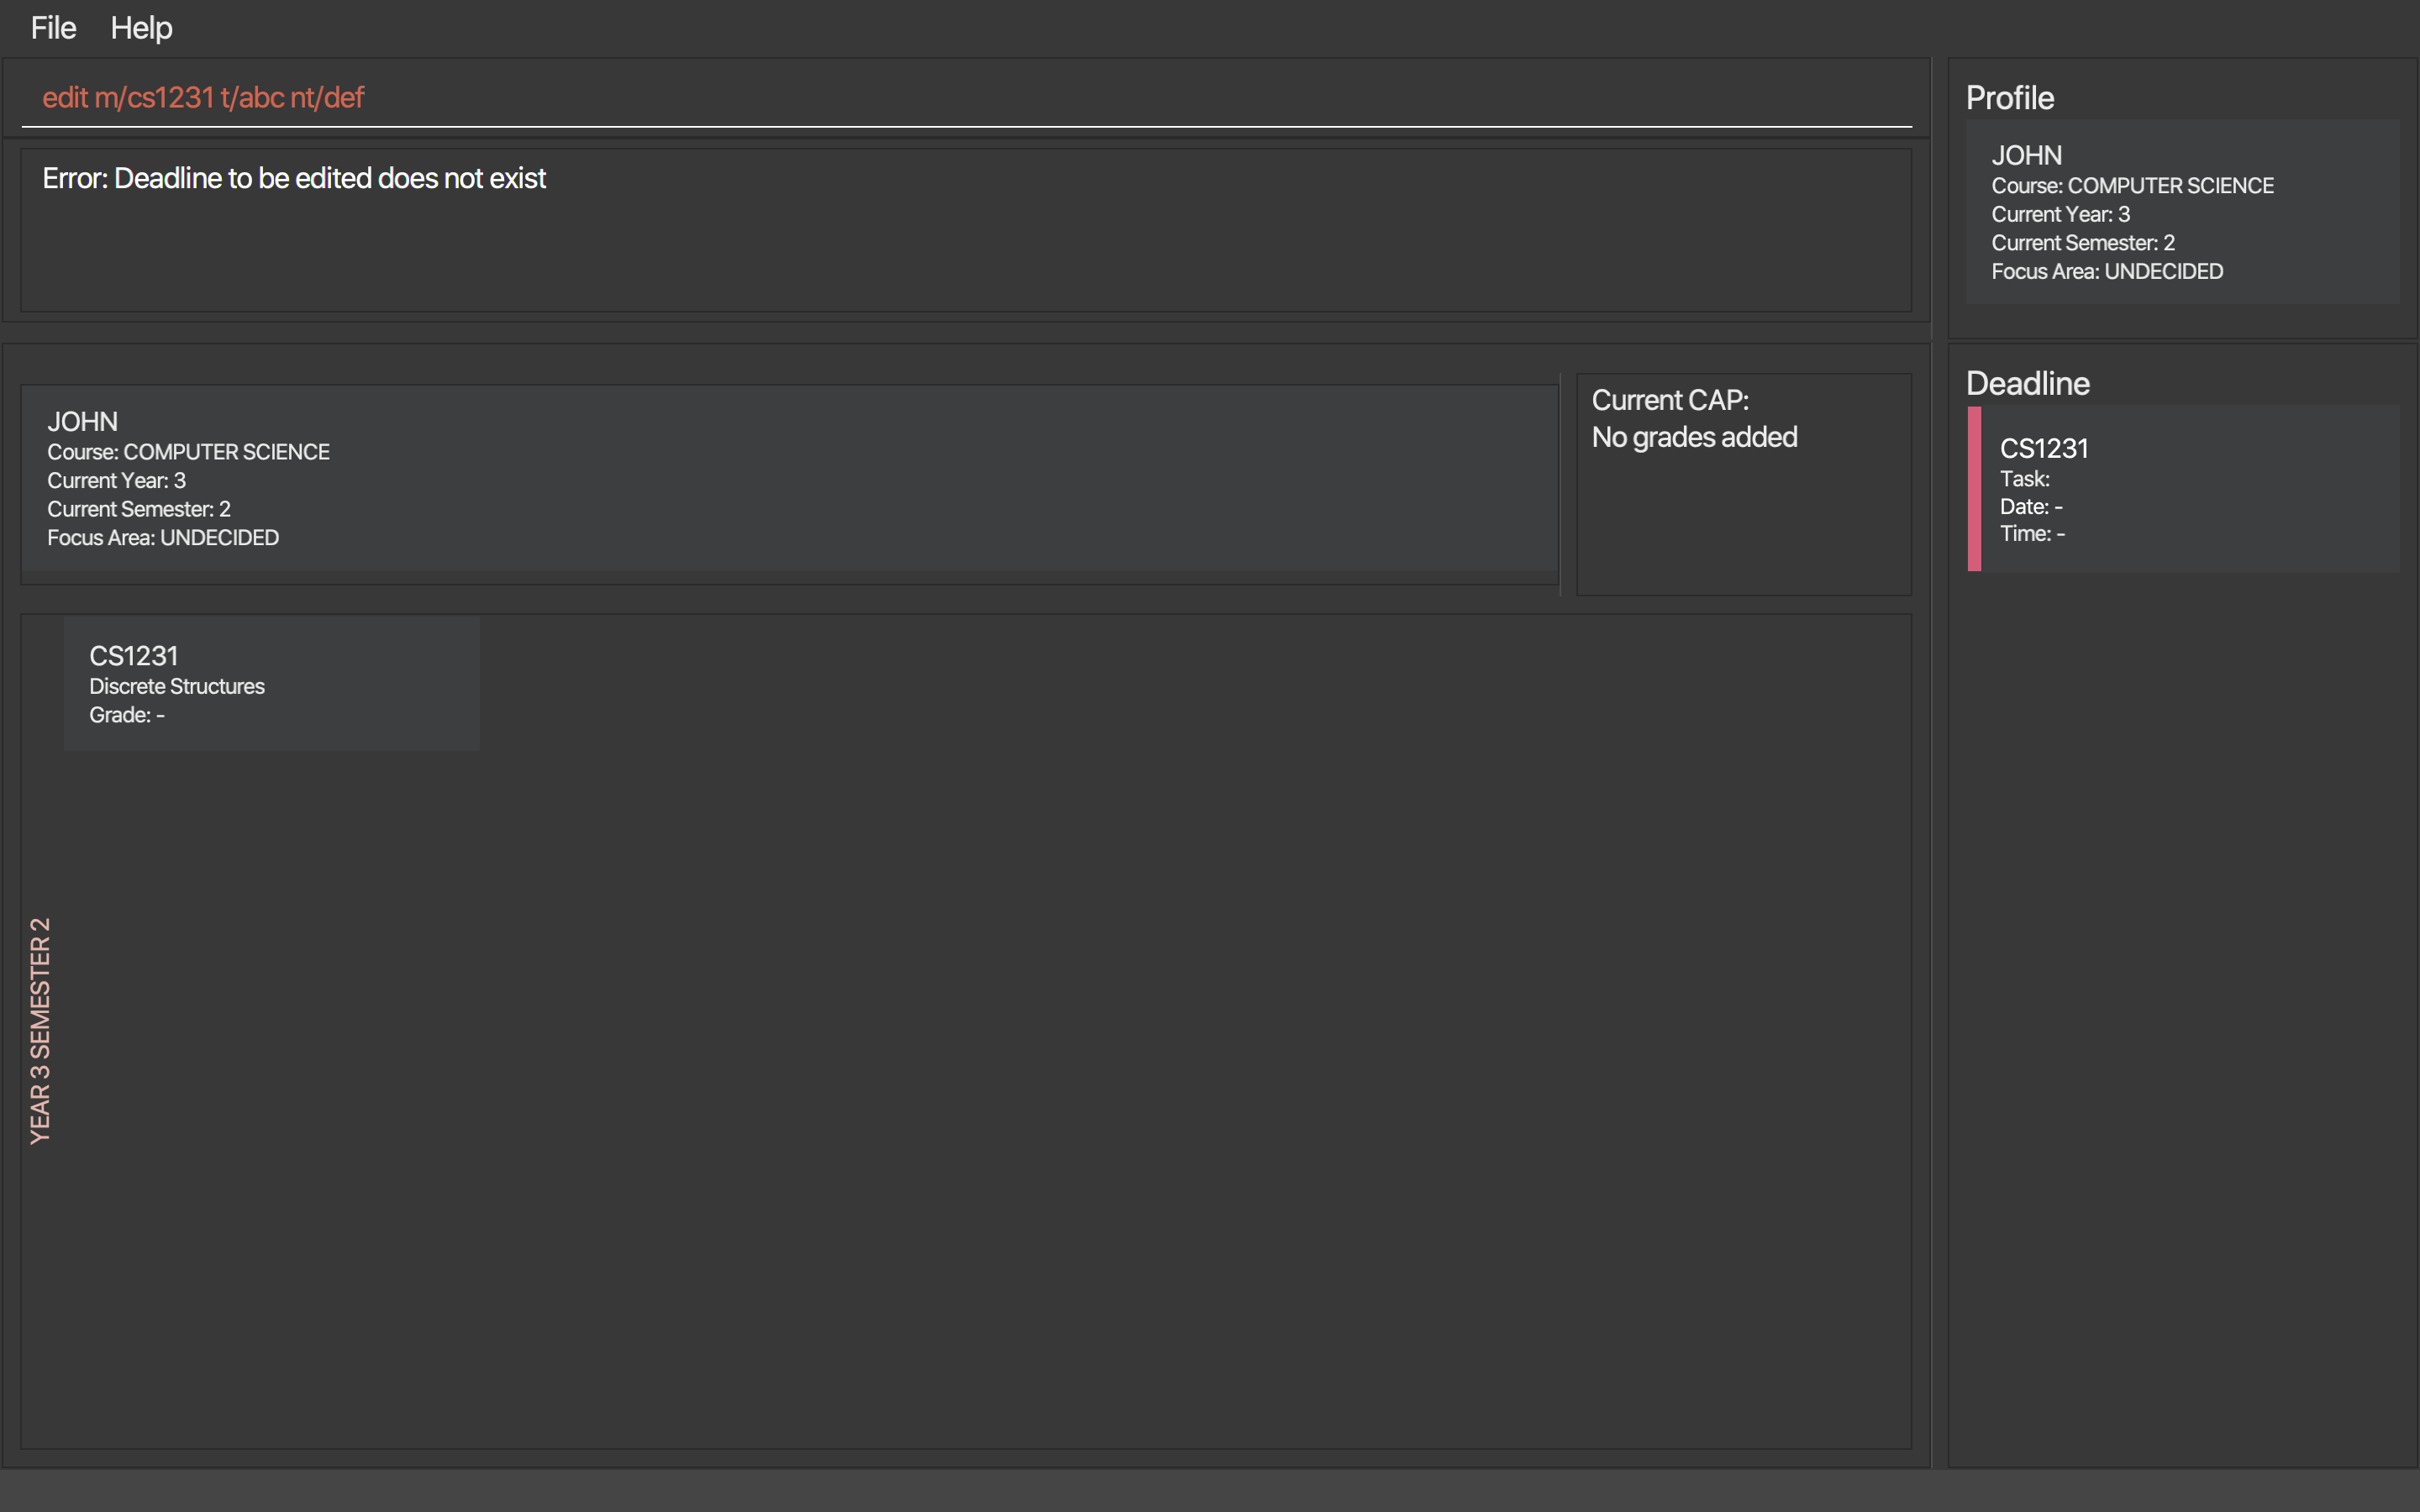 File Help
edit m/cs1231 t/abc nt/def
Error: Deadline to be edited does not exist
Profile
JOHN
Course: COMPUTER SCIENCE
Current Year: 3
Current Semester: 2
Focus Area: UNDECIDED
JOHN
Course: COMPUTER SCIENCE
Current Year: 3
Current Semester: 2
Focus Area: UNDECIDED
Current CAP:
No grades added
Deadline
CS1231
Task:
Date: -
Time: -
CS1231
Discrete Structures
Grade: -
YEAR 3 SEMESTER 2